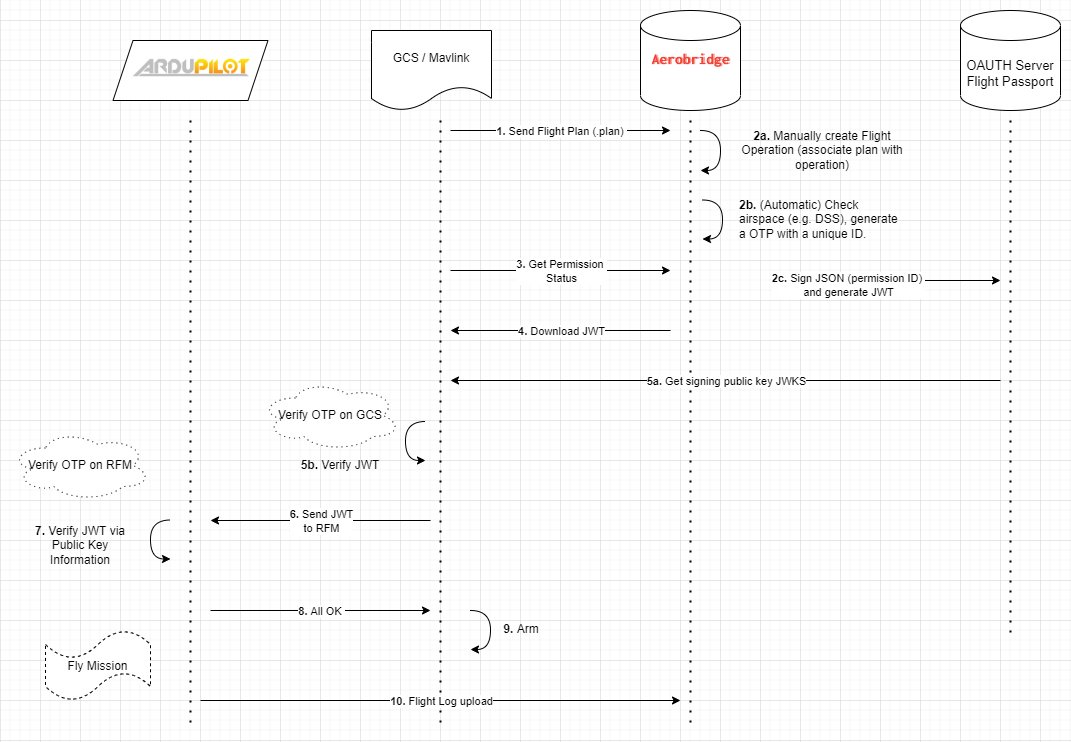 ARDUPILOT
GCS / Mavlink
Aerobridge
OAUTH Server
Flight Passport
1. Send Flight Plan (.plan)
2a. Manually create Flight
Operation (associate plan with
operation)
2b. (Automatic) Check
airspace (e.g. DSS), generate
a OTP with a unique ID.
3. Get Permission
Status
2c. Sign JSON (permission ID)
and generate JWT
4. Download JWT
5a. Get signing public key JWKS
Verify OTP on GCS
5b. Verify JWT
Verify OTP on RFM
6. Send JWT
to RFM
7. Verify JWT via
Public Key
Information
8. All OK
9. Arm
Fly Mission
10. Flight Log upload